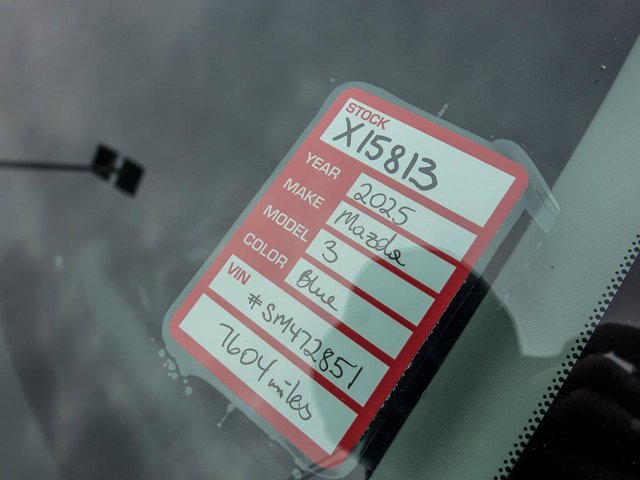 STOCK
X15813
YEAR 2025
MAKE Mazda
MODEL 3
COLOR Blue
VIN
#SM472851
7604 miles